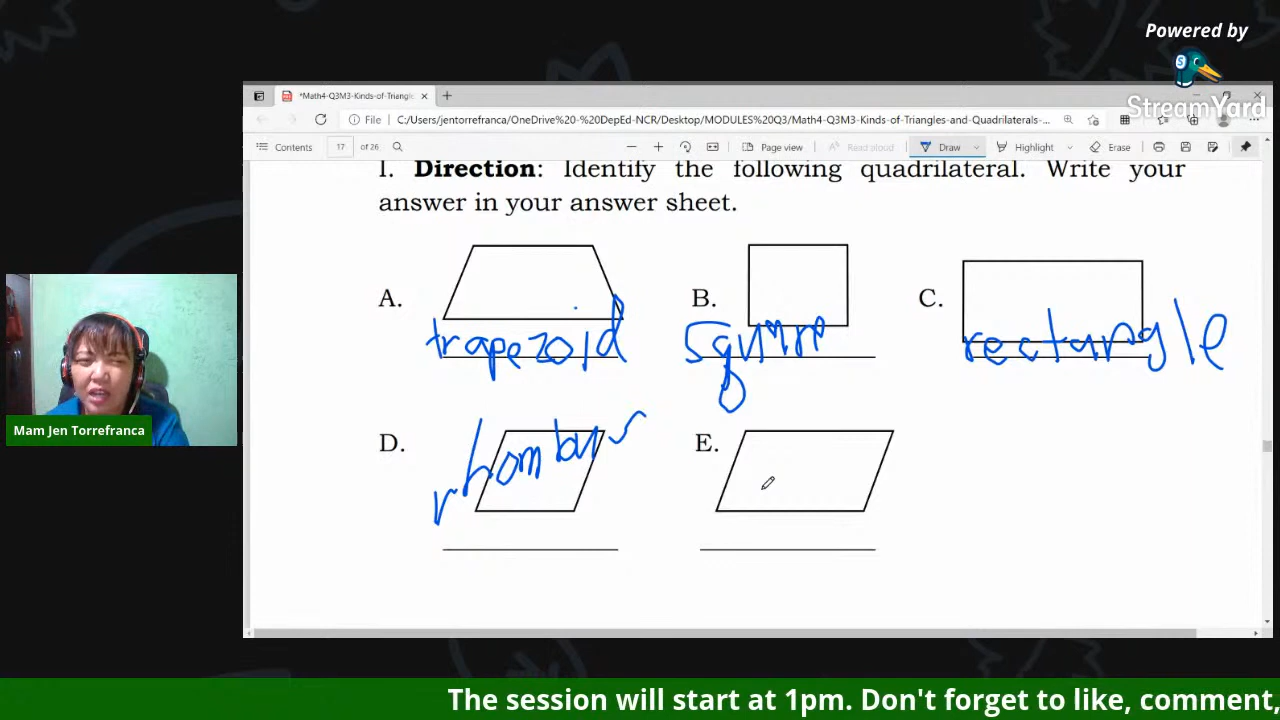 Powered by
StreamYard
*Math4-Q3M3-Kinds-of-Triangle
File
C:/Users/jentorrefranca/OneDrive%20-%20DepEd-NCR/Desktop/MODULES%20Q3/Math4-Q3M3-Kinds-of-Triangles-and-Quadrilaterals-...
Contents
17 of 26
Page view
Read aloud
Draw
Highlight
Erase
I. Direction: Identify the following quadrilateral. Write your
answer in your answer sheet.
A. B. C.
trapezoid rectangle
D. E.
rhombus
Mam Jen Torrefranca
The session will start at 1pm. Don't forget to like, comment,